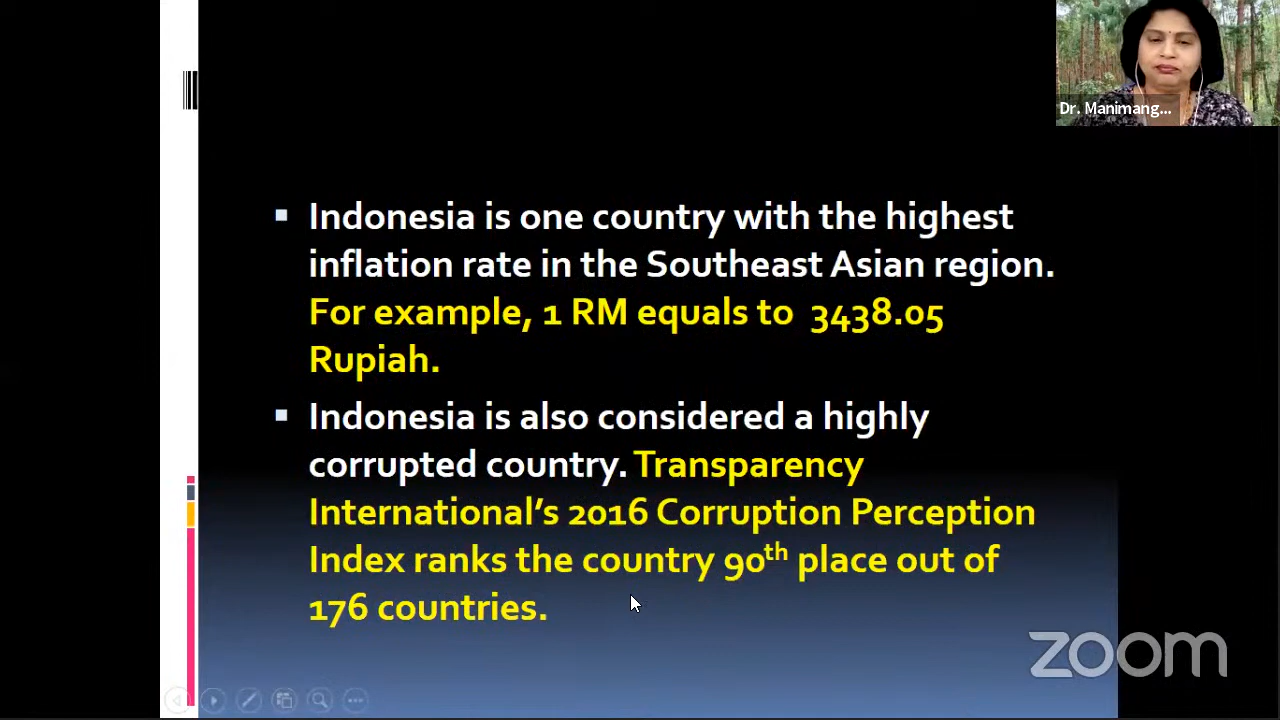 Dr. Manimang...
Indonesia is one country with the highest
inflation rate in the Southeast Asian region.
For example, 1 RM equals to 3438.05
Rupiah.
Indonesia is also considered a highly
corrupted country. Transparency
International’s 2016 Corruption Perception
Index ranks the country 90th place out of
176 countries.
zoom